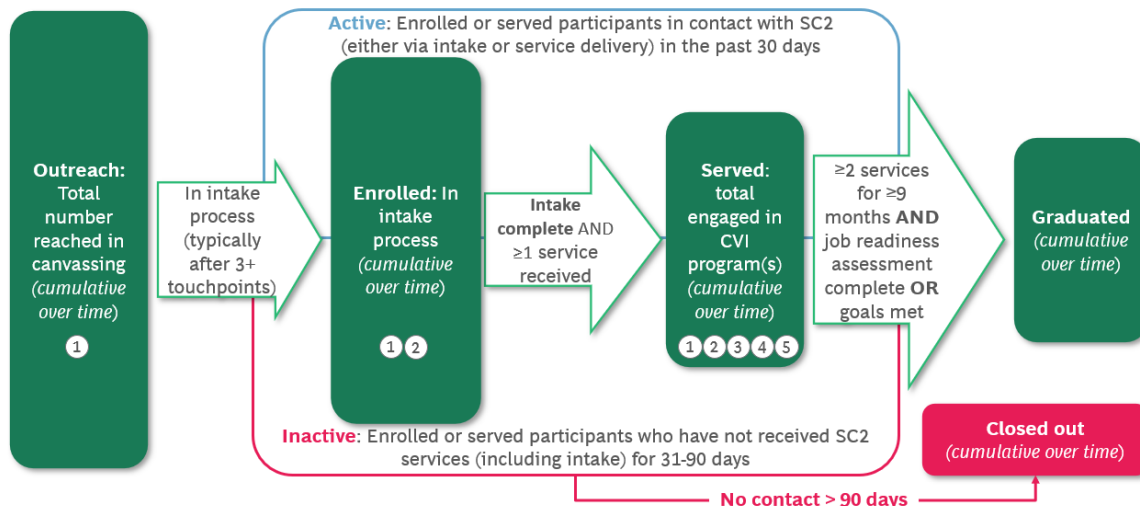 Active: Enrolled or served participants in contact with SC2
(either via intake or service delivery) in the past 30 days
Outreach:
Total
number
reached in
canvassing
(cumulative
over time)
1
In intake
process
(typically
after 3+
touchpoints)
Enrolled: In
intake
process
(cumulative
over time)
1 2
Intake
complete AND
≥1 service
received
Served:
total
engaged in
CVI
program(s)
(cumulative
over time)
1 2 3 4 5
≥2 services
for ≥9
months AND
job readiness
assessment
complete OR
goals met
Graduated
(cumulative
over time)
Inactive: Enrolled or served participants who have not received SC2
services (including intake) for 31-90 days
Closed out
(cumulative over time)
No contact > 90 days